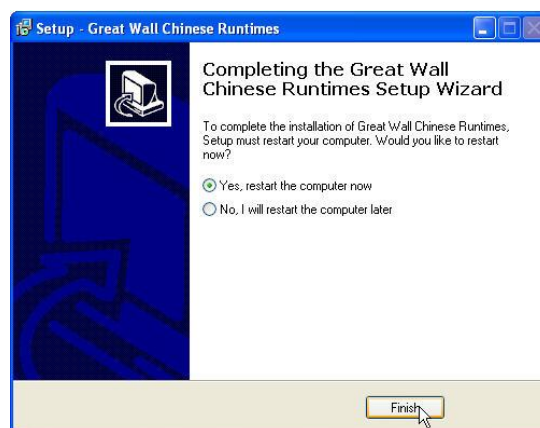 Setup - Great Wall Chinese Runtimes
Completing the Great Wall
Chinese Runtimes Setup Wizard
To complete the installation of Great Wall Chinese Runtimes,
Setup must restart your computer. Would you like to restart
now?
Yes, restart the computer now
No, I will restart the computer later
Finish